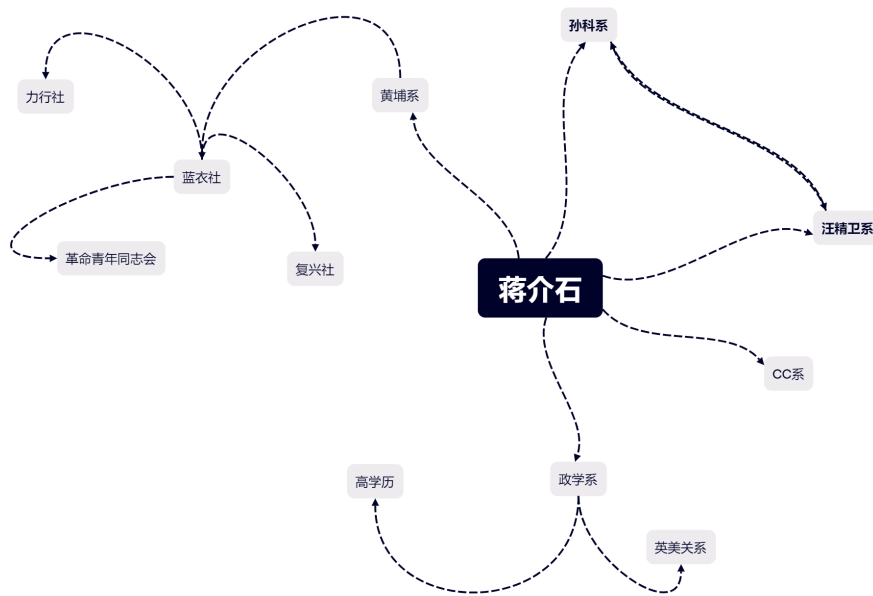 孙科系
力行社
黄埔系
蓝衣社
汪精卫系
革命青年同志会
复兴社
蒋介石
CC系
高学历
政学系
英美关系